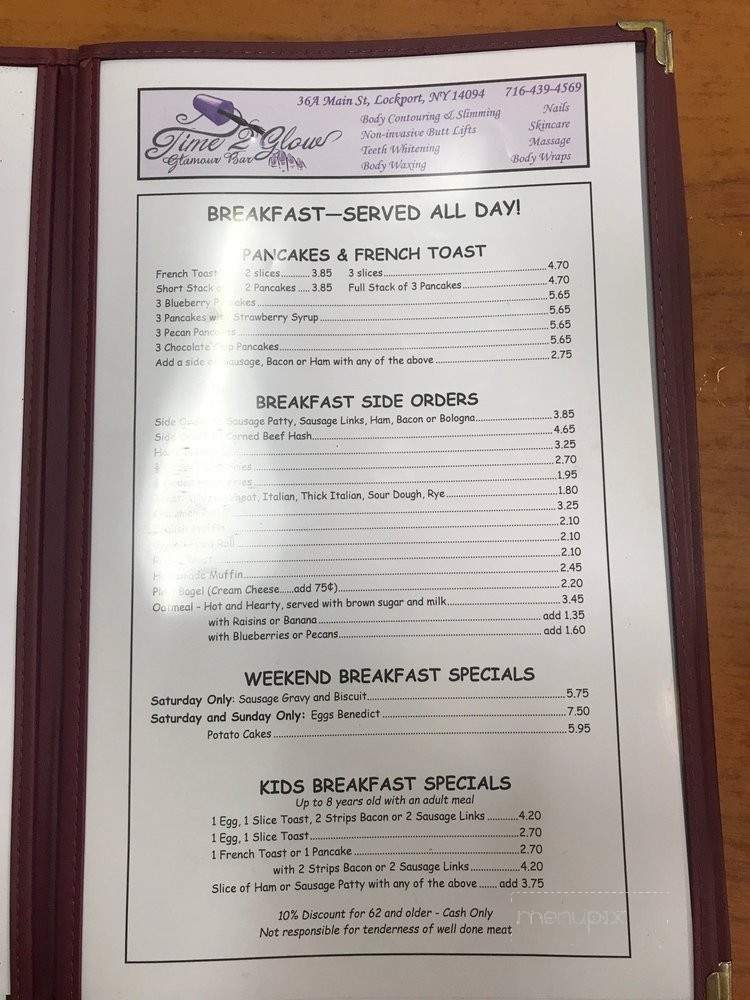 36A Main St, Lockport, NY 14094 716-439-4569
Time 2 Glow
Glamour Bar
Body Contouring & Slimming
Non-invasive Butt Lifts
Teeth Whitening
Body Waxing
Nails
Skincare
Massage
Body Wraps
BREAKFAST—SERVED ALL DAY!
PANCAKES & FRENCH TOAST
French Toast 2 slices 3.85 3 slices 4.70
Short Stack 2 Pancakes 3.85 Full Stack of 3 Pancakes 4.70
3 Blueberry Pancakes 5.65
3 Pancakes with Strawberry Syrup 5.65
3 Pecan Pancakes 5.65
3 Chocolate Chip Pancakes 5.65
Add a side of Sausage, Bacon or Ham with any of the above 2.75
BREAKFAST SIDE ORDERS
Side Sausage Patty, Sausage Links, Ham, Bacon or Bologna 3.85
Side Corned Beef Hash 4.65
3.25
2.70
1.95
Italian, Thick Italian, Sour Dough, Rye 1.80
3.25
2.10
Roll 2.10
2.10
Homemade Muffin 2.45
Plain Bagel (Cream Cheese.....add 75¢) 2.20
Oatmeal - Hot and Hearty, served with brown sugar and milk 3.45
with Raisins or Banana add 1.35
with Blueberries or Pecans add 1.60
WEEKEND BREAKFAST SPECIALS
Saturday Only: Sausage Gravy and Biscuit 5.75
Saturday and Sunday Only: Eggs Benedict 7.50
Potato Cakes 5.95
KIDS BREAKFAST SPECIALS
Up to 8 years old with an adult meal
1 Egg, 1 Slice Toast, 2 Strips Bacon or 2 Sausage Links 4.20
1 Egg, 1 Slice Toast 2.70
1 French Toast or 1 Pancake 2.70
with 2 Strips Bacon or 2 Sausage Links 4.20
Slice of Ham or Sausage Patty with any of the above add 3.75
10% Discount for 62 and older - Cash Only
Not responsible for tenderness of well done meat
menupix